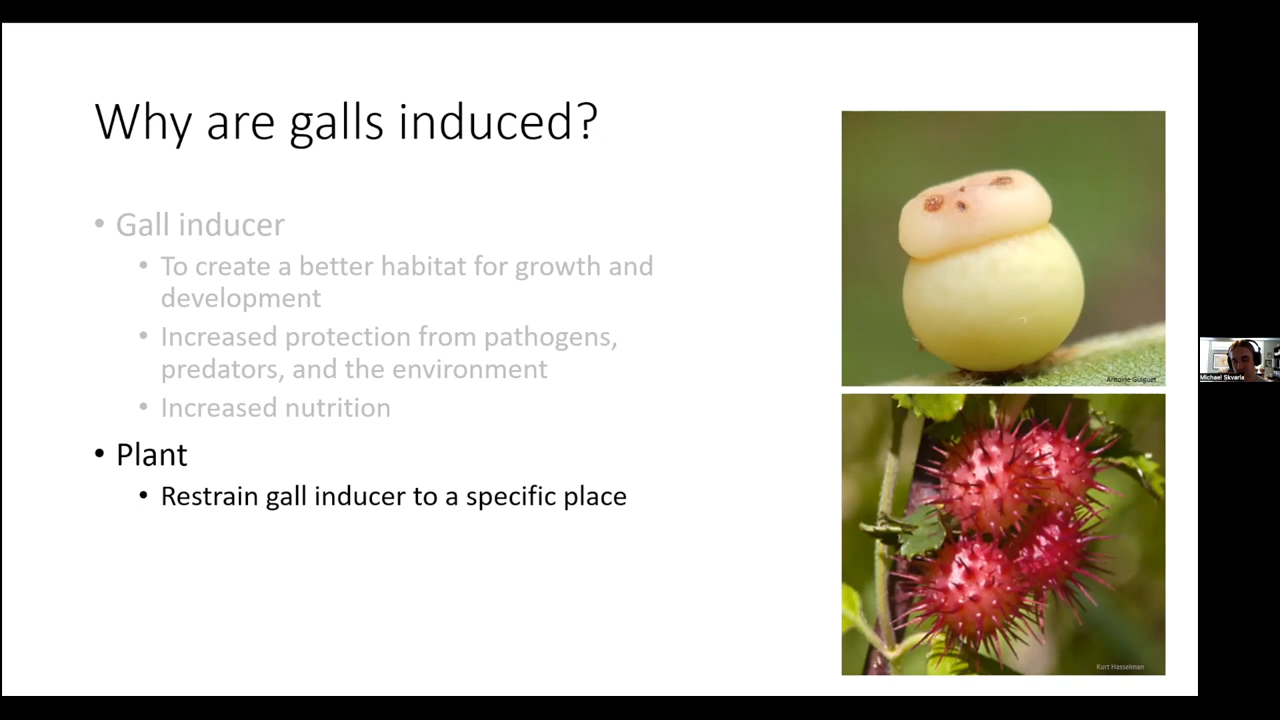 Why are galls induced?
• Gall inducer
• To create a better habitat for growth and
development
• Increased protection from pathogens,
predators, and the environment
• Increased nutrition
• Plant
• Restrain gall inducer to a specific place
Antoine Guiguet
Kurt Hasselman
Michael Skvarla